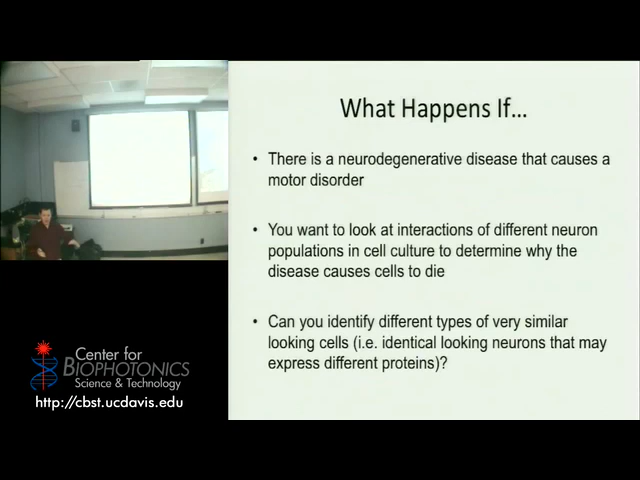 What Happens If...
• There is a neurodegenerative disease that causes a
motor disorder
• You want to look at interactions of different neuron
populations in cell culture to determine why the
disease causes cells to die
• Can you identify different types of very similar
looking cells (i.e. identical looking neurons that may
express different proteins)?
Center for
BIOPHOTONICS
Science & Technology
http://cbst.ucdavis.edu